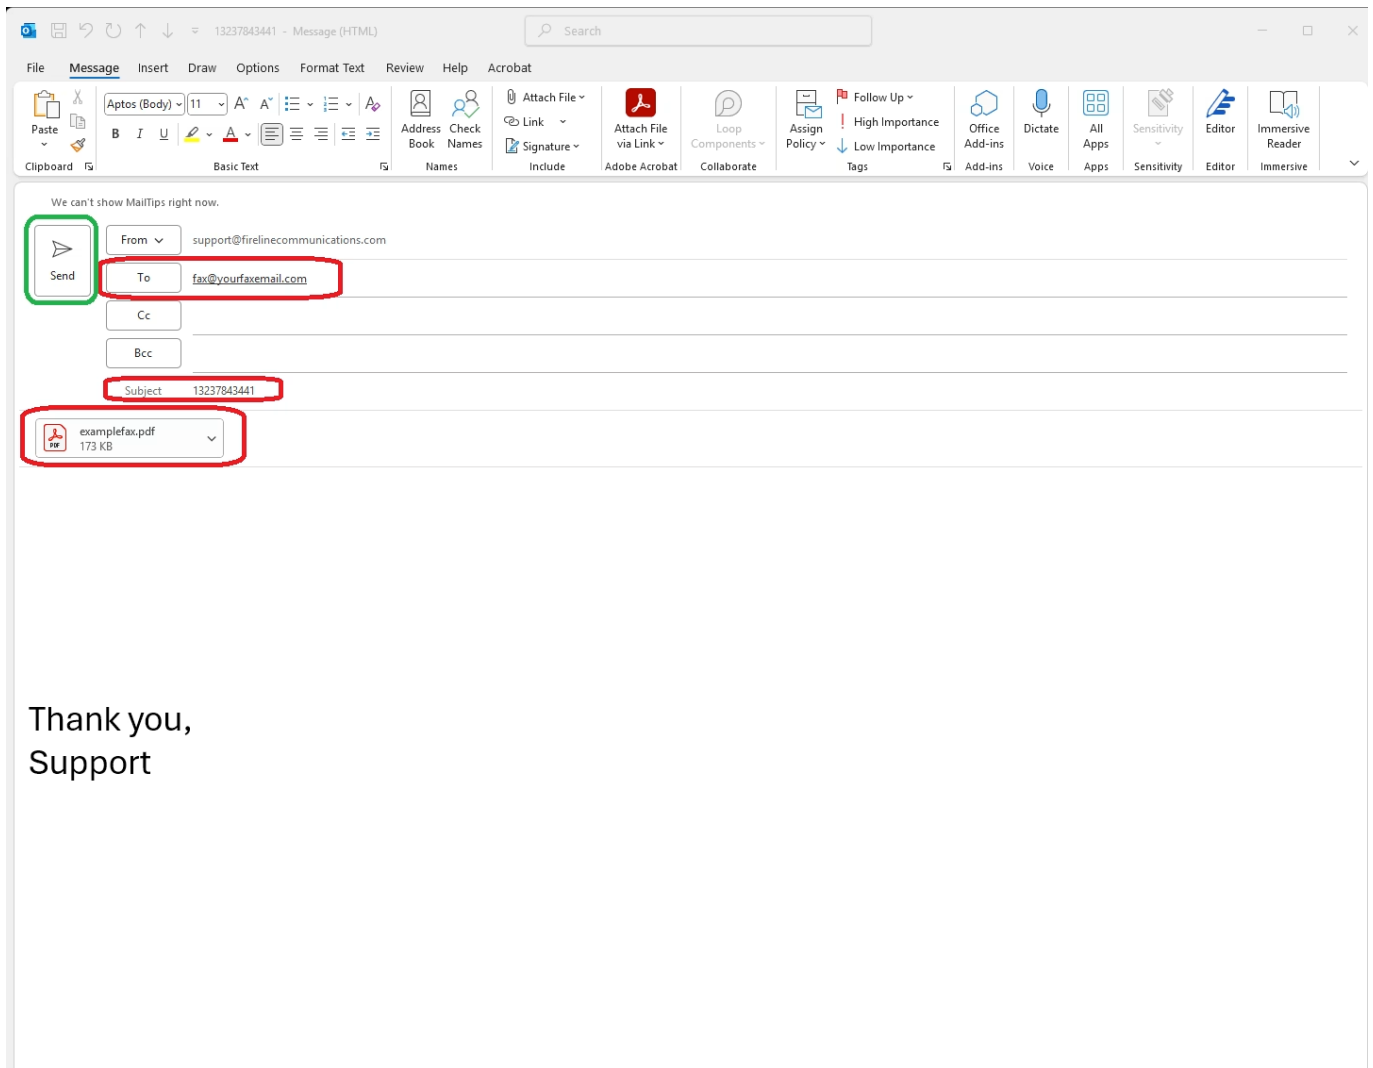 13237843441 - Message (HTML)
Search
File Message Insert Draw Options Format Text Review Help Acrobat
Paste
Clipboard
Aptos (Body) 11
B I U
Basic Text
Address Book
Check Names
Names
Attach File
Link
Signature
Include
Attach File via Link
Adobe Acrobat
Loop Components
Collaborate
Assign Policy
Follow Up
High Importance
Low Importance
Tags
Office Add-ins
Add-ins
Dictate
Voice
All Apps
Apps
Sensitivity
Sensitivity
Editor
Editor
Immersive Reader
Immersive
We can't show MailTips right now.
Send
From support@firelinecommunications.com
To fax@yourfaxemail.com
Cc
Bcc
Subject 13237843441
PDF
examplefax.pdf
173 KB
Thank you,
Support